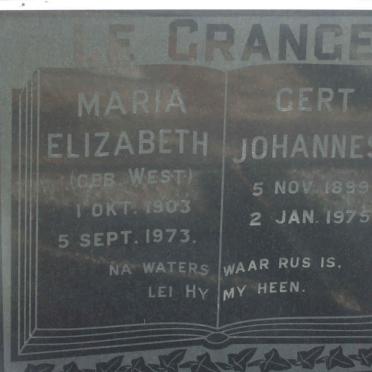 LE GRANGE
MARIA
ELIZABETH
(GEB. WEST)
1 OKT. 1903
5 SEPT. 1973.
GERT
JOHANNES
5 NOV. 1899
2 JAN. 1975
NA WATERS WAAR RUS IS,
LEI HY MY HEEN.